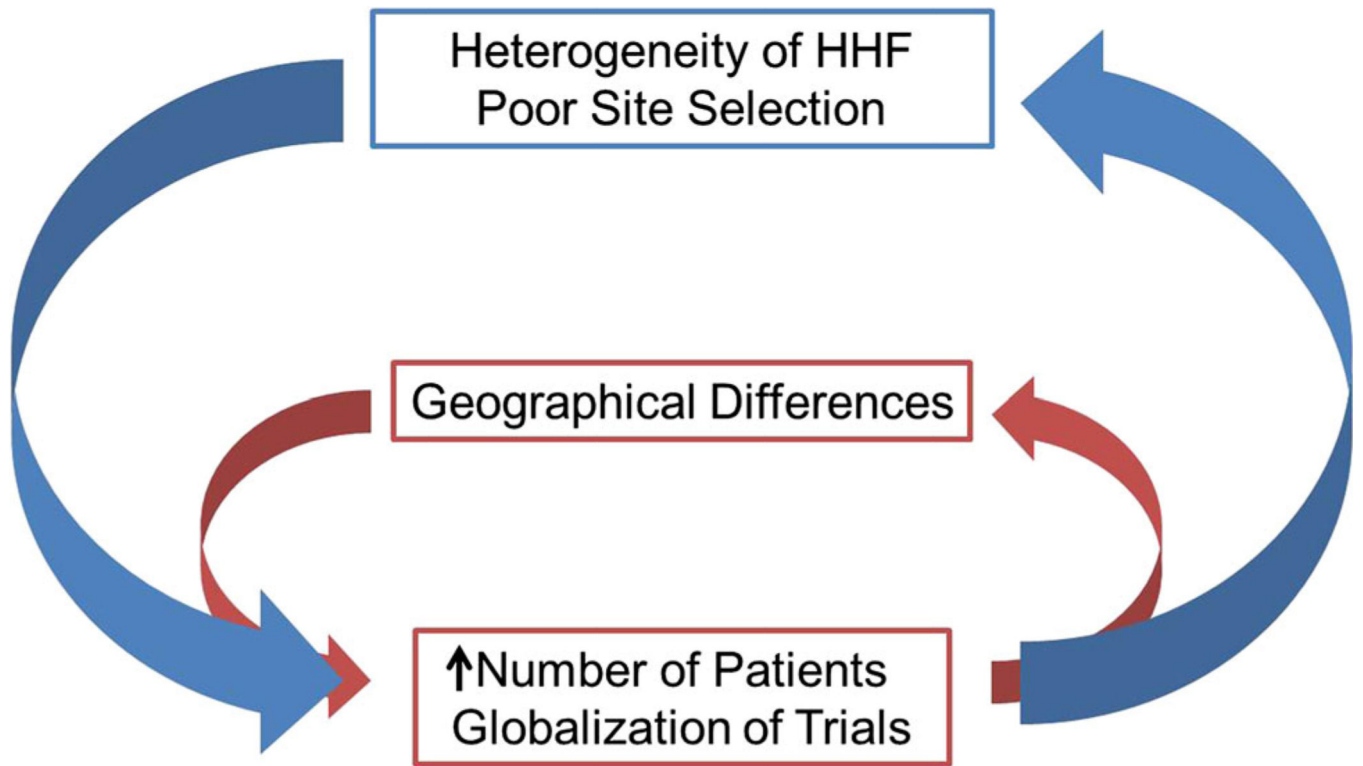 Heterogeneity of HHF
Poor Site Selection
Geographical Differences
↑Number of Patients
Globalization of Trials